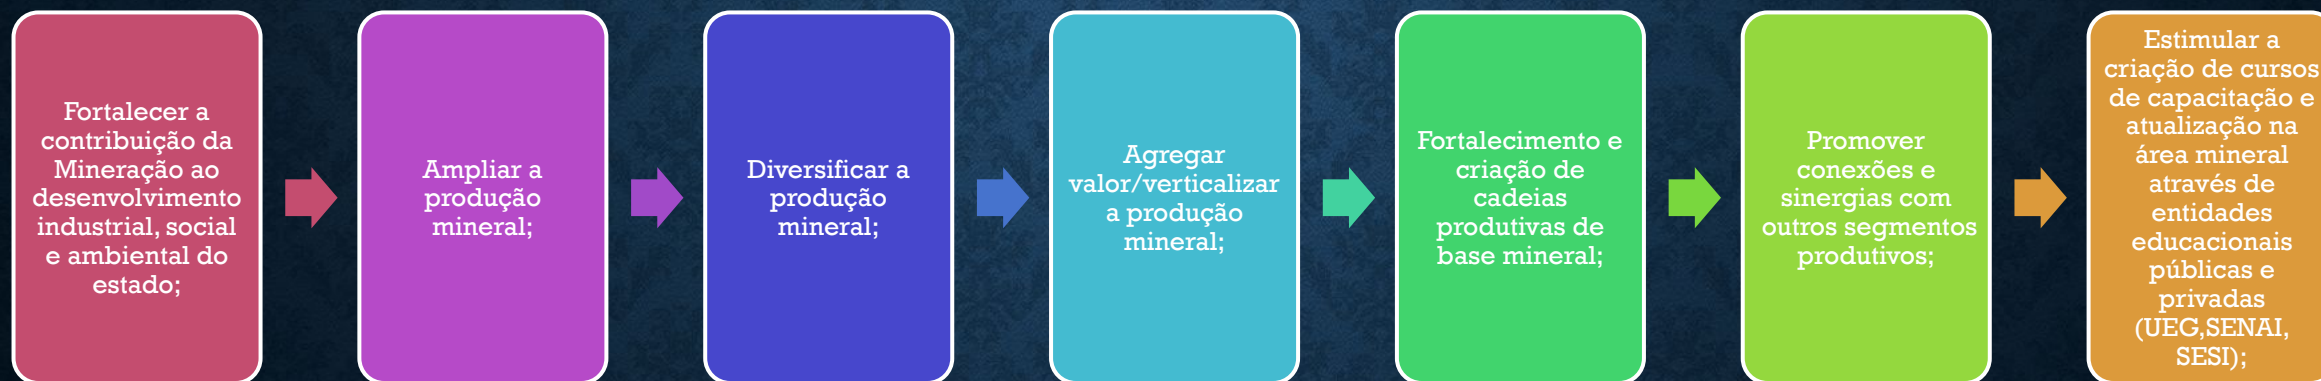 Fortalecer a
contribuição da
Mineração ao
desenvolvimento
industrial, social
e ambiental do
estado;
Ampliar a
produção
mineral;
Diversificar a
produção
mineral;
Agregar
valor/verticalizar
a produção
mineral;
Fortalecimento e
criação de
cadeias
produtivas de
base mineral;
Promover
conexões e
sinergias com
outros segmentos
produtivos;
Estimular a
criação de cursos
de capacitação e
atualização na
área mineral
através de
entidades
educacionais
públicas e
privadas
(UEG,SENAI,
SESI);